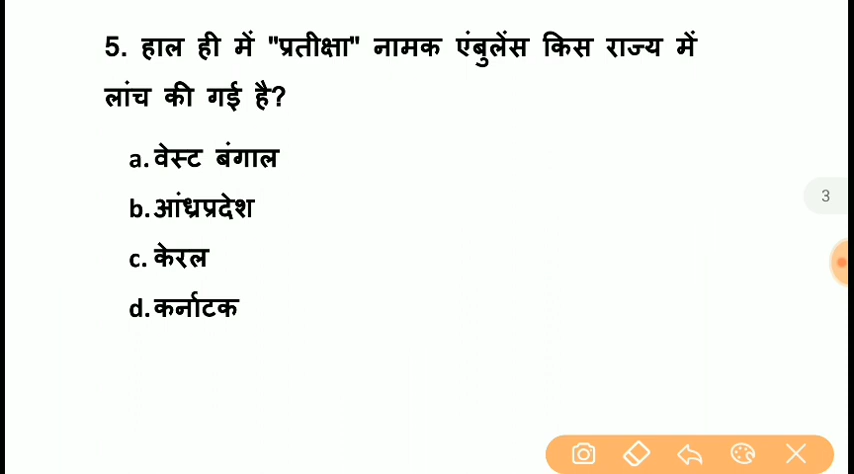 5. हाल ही में "प्रतीक्षा" नामक एंबुलेंस किस राज्य में
लांच की गई है?
a. वेस्ट बंगाल
b. आंध्रप्रदेश
3
c. केरल
d. कर्नाटक